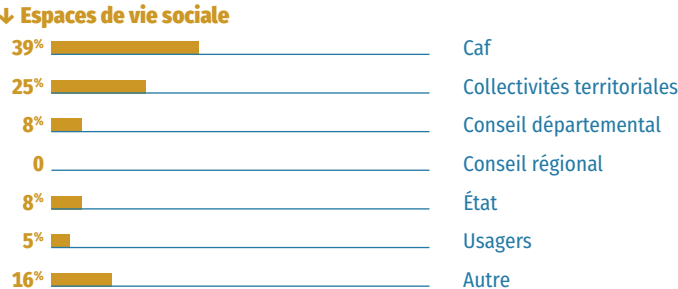 ↓ Espaces de vie sociale
39% Caf
25% Collectivités territoriales
8% Conseil départemental
0 Conseil régional
8% État
5% Usagers
16% Autre